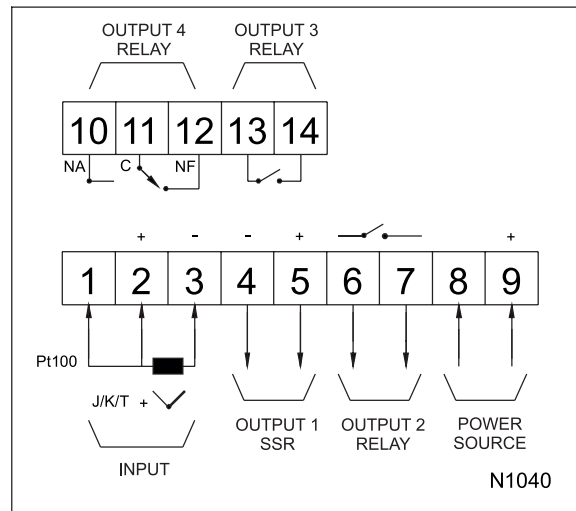 OUTPUT 4 OUTPUT 3
RELAY RELAY
10 11 12 13 14
NA C NF
+ - - + +
1 2 3 4 5 6 7 8 9
Pt100
J/K/T +
OUTPUT 1 OUTPUT 2 POWER
SSR RELAY SOURCE
INPUT
N1040